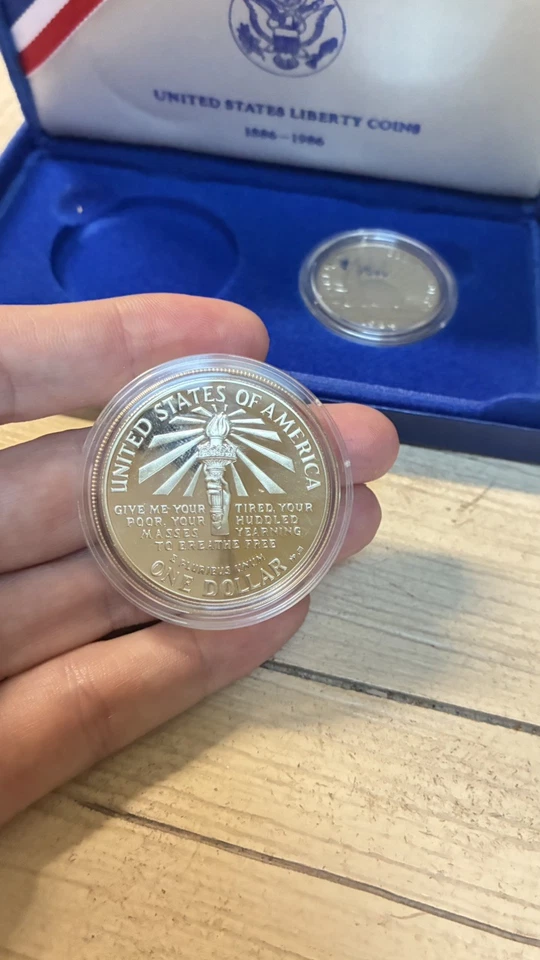 UNITED STATES LIBERTY COINS
1886-1986
UNITED STATES OF AMERICA
GIVE ME YOUR TIRED, YOUR
POOR, YOUR HUDDLED
MASSES YEARNING
TO BREATHE FREE
E PLURIBUS UNUM
ONE DOLLAR